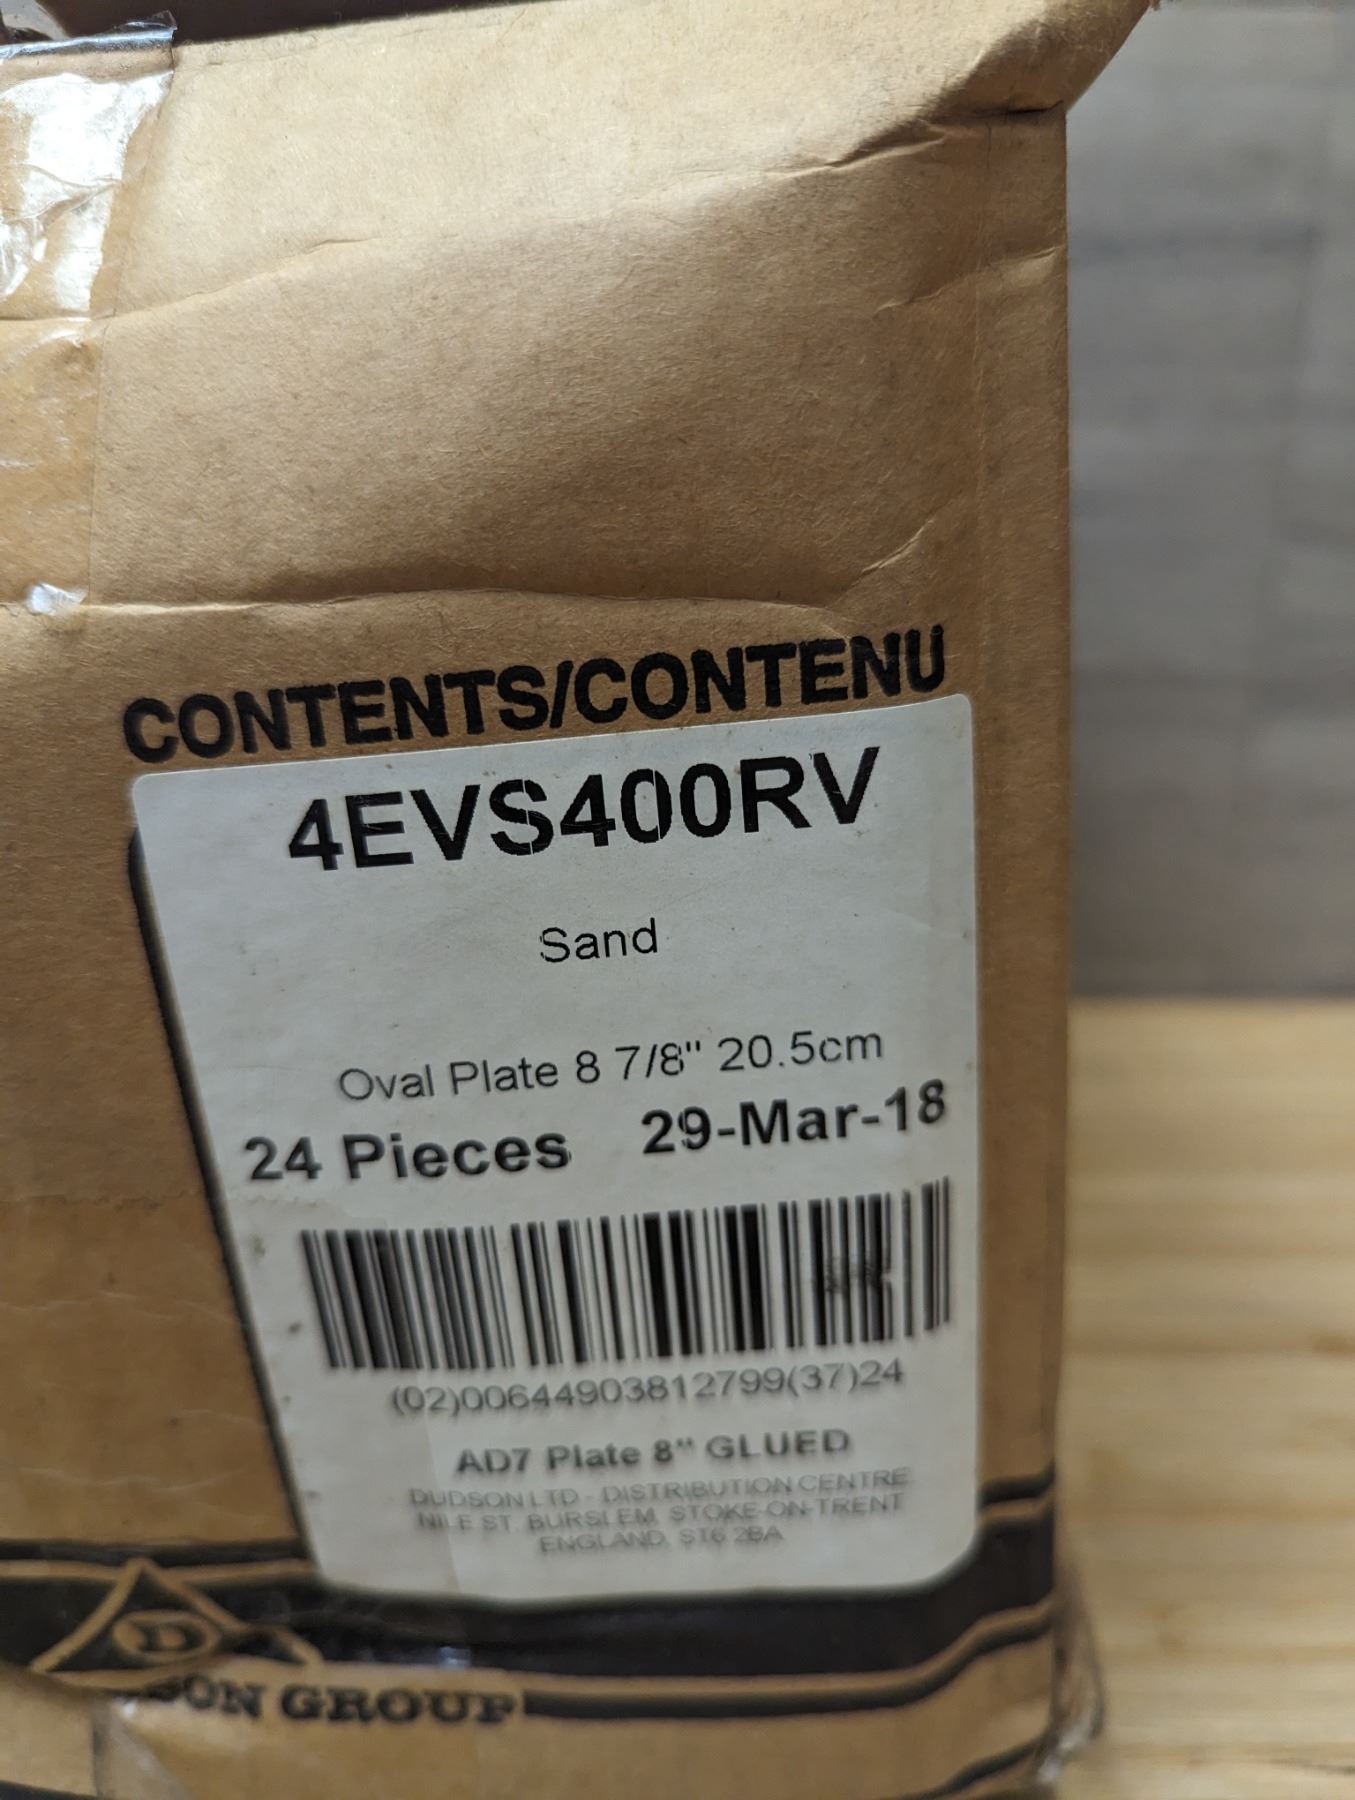 CONTENTS/CONTENU
4EVS400RV
Sand
Oval Plate 8 7/8" 20.5cm
24 Pieces 29-Mar-18
(02)00644903812799(37)24
AD7 Plate 8" GLUED
DUDSON LTD - DISTRIBUTION CENTRE
NILE ST. BURSLEM. STOKE-ON-TRENT
ENGLAND. ST6 2BA
D
SON GROUP